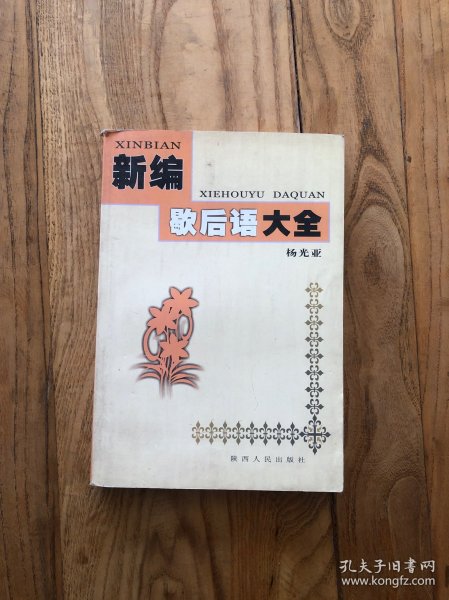 XINBIAN
新编
XIEHOUYU DAQUAN
歇后语大全
杨光亚
陕西人民出版社
孔夫子旧书网
www.kongfz.com